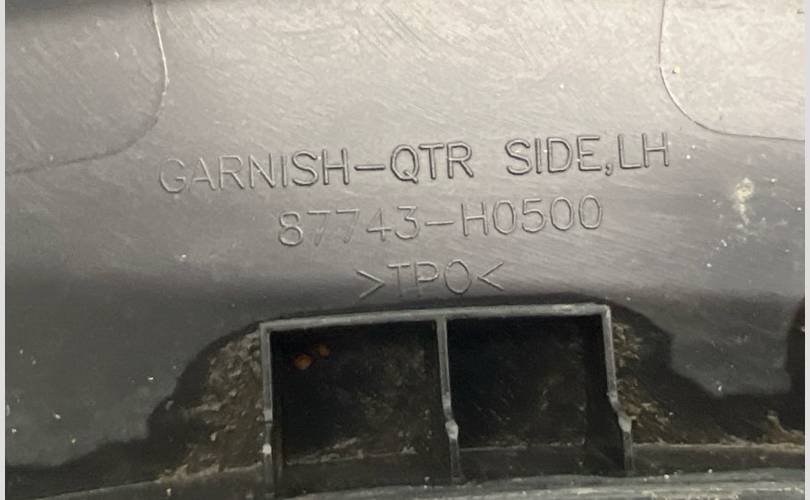 GARNISH-QTR SIDE,LH
87743-H0500
>TPO<